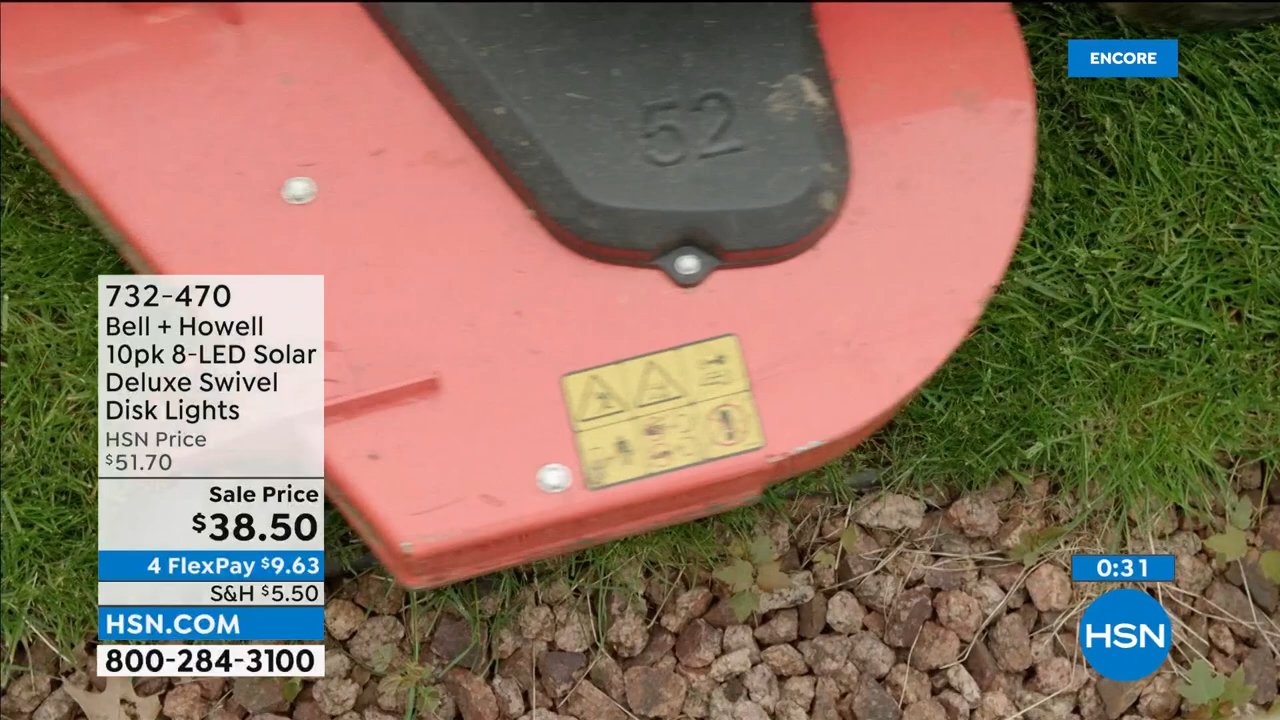 ENCORE
52
732-470
Bell + Howell
10pk 8-LED Solar
Deluxe Swivel
Disk Lights
HSN Price
$51.70
Sale Price
$38.50
4 FlexPay $9.63
S&H $5.50
HSN.COM
800-284-3100
0:31
HSN